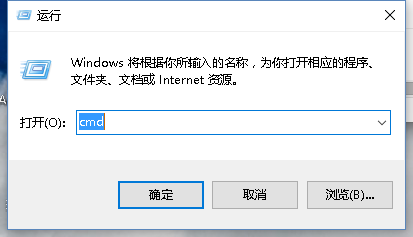 运行
Windows 将根据你所输入的名称，为你打开相应的程序、
文件夹、文档或 Internet 资源。
打开(O):
cmd
确定
取消
浏览(B)...